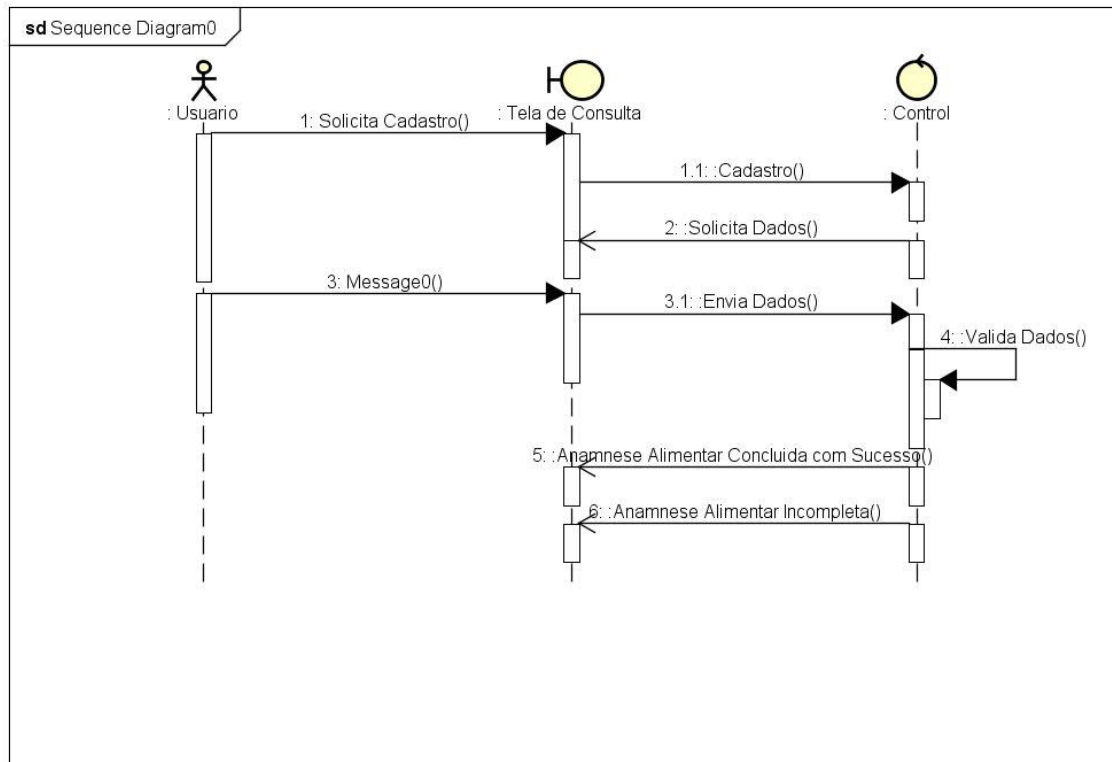 sd Sequence Diagram0
: Usuario
: Tela de Consulta
: Control
1: Solicita Cadastro()
1.1: :Cadastro()
2: :Solicita Dados()
3: Message0()
3.1: :Envia Dados()
4: :Valida Dados()
5: :Anamnese Alimentar Concluida com Sucesso()
6: :Anamnese Alimentar Incompleta()